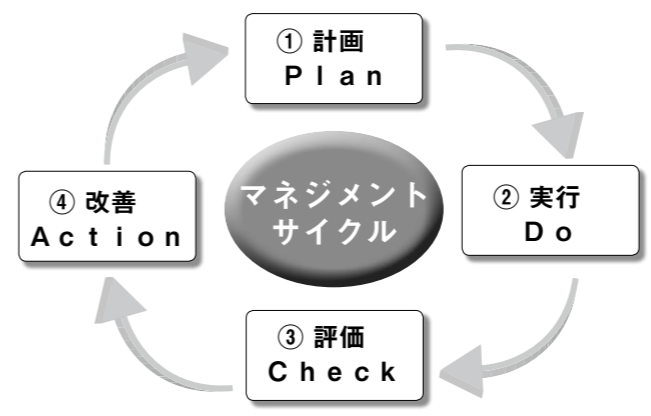 ① 計画
Plan
② 実行
Do
③ 評価
Check
④ 改善
Action
マネジメント
サイクル